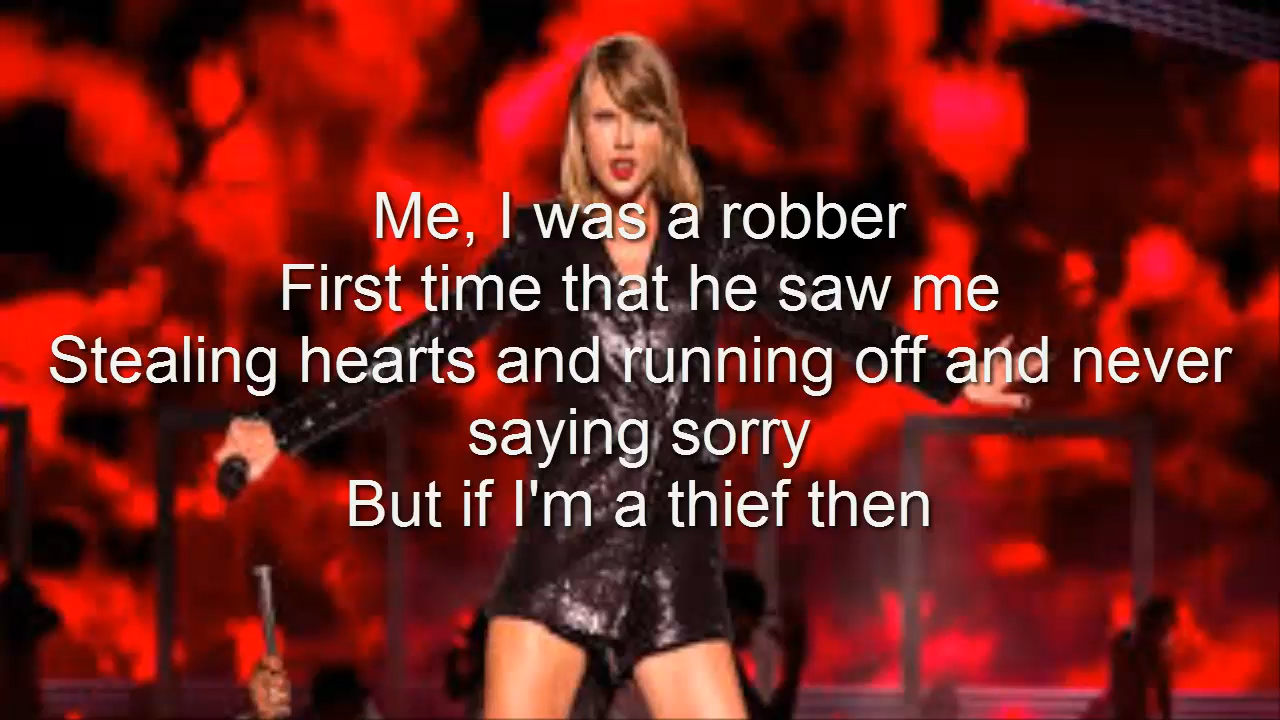 Me, I was a robber
First time that he saw me
Stealing hearts and running off and never
saying sorry
But if I'm a thief then